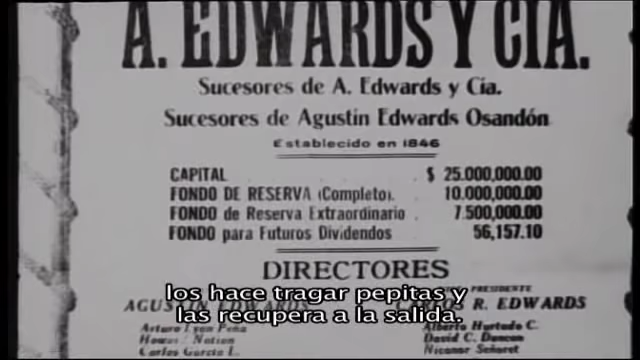 A. EDWARDS Y CIA.
Sucesores de A. Edwards y Cía.
Sucesores de Agustín Edwards Osandón
Establecido en 1846
CAPITAL $ 25.000,000.00
FONDO DE RESERVA (Completo). 10.000,000.00
FONDO de Reserva Extraordinario 7.500,000.00
FONDO para Futuros Dividendos 56,157.10
DIRECTORES
los hace tragar pepitas y
PRESIDENTE
AGUSTIN EDWARDS R. EDWARDS
las recupera a la salida.
Arturo Lyon Peña Alberto Hurtado C.
David C. Duncan
Carlos García Nicanor Señoret